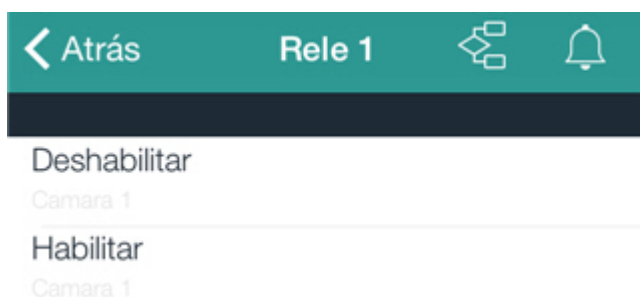 Atrás
Rele 1
Deshabilitar
Camara 1
Habilitar
Camara 1